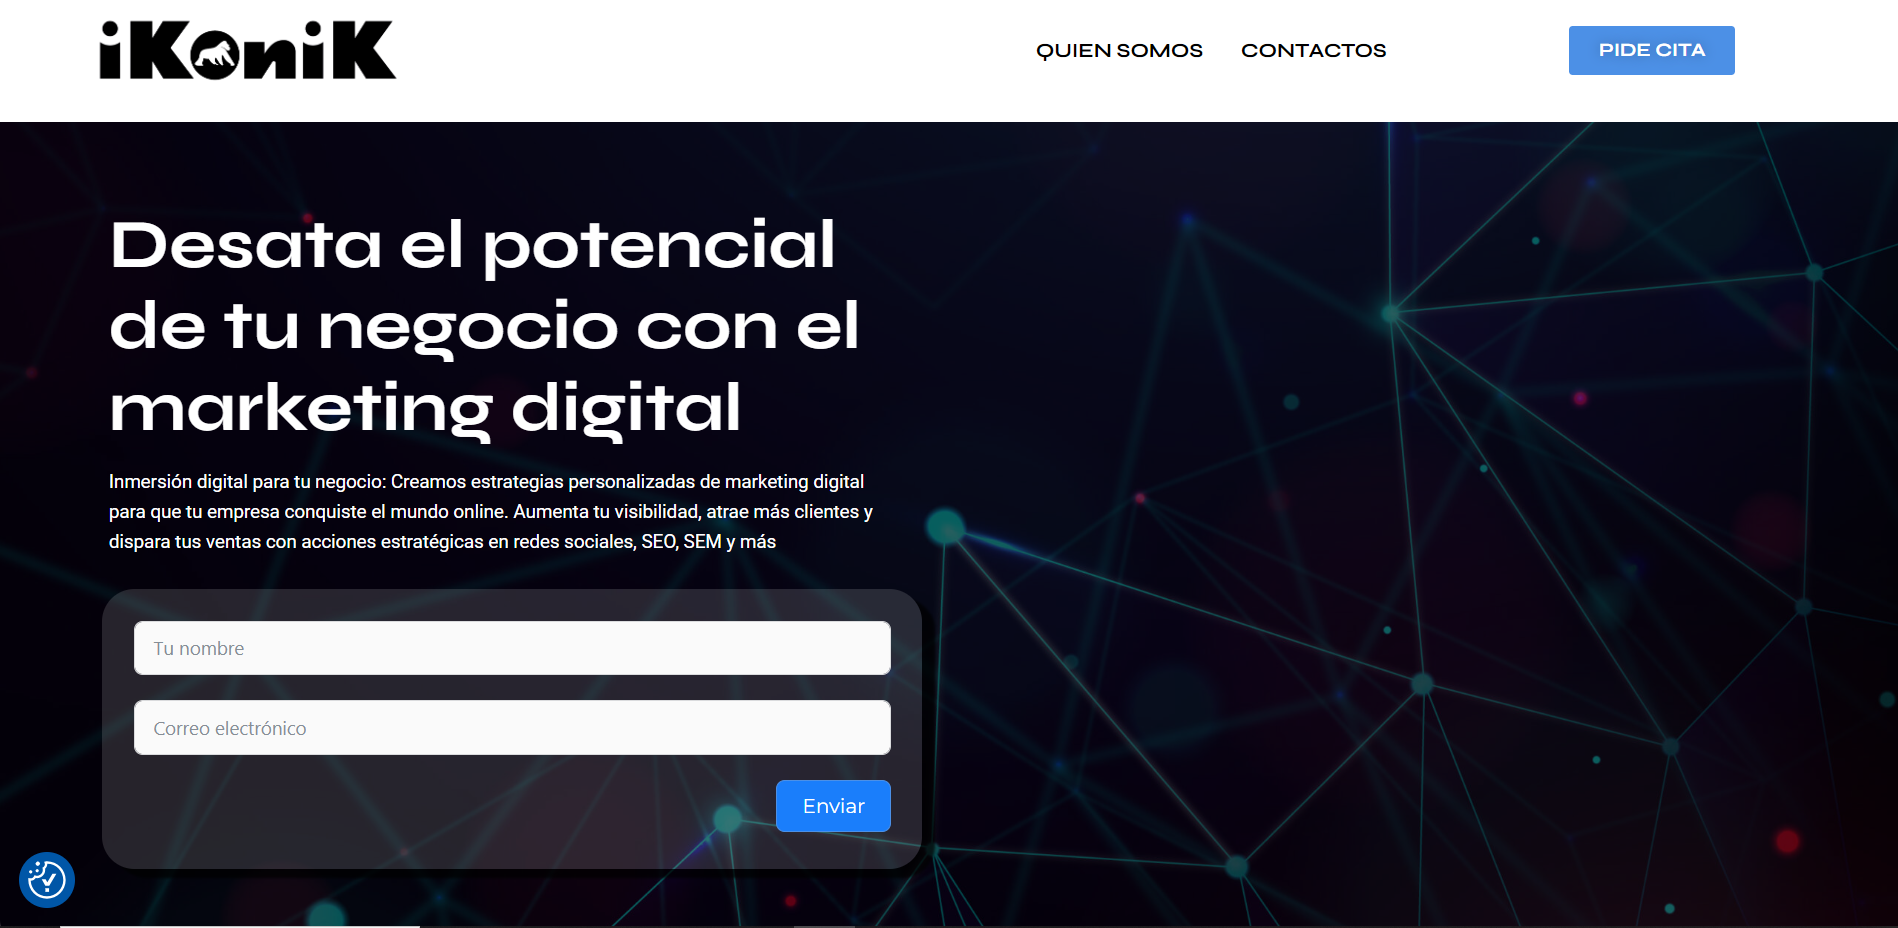 iKoniK
QUIEN SOMOS
CONTACTOS
PIDE CITA
Desata el potencial
de tu negocio con el
marketing digital
Inmersión digital para tu negocio: Creamos estrategias personalizadas de marketing digital
para que tu empresa conquiste el mundo online. Aumenta tu visibilidad, atrae más clientes y
dispara tus ventas con acciones estratégicas en redes sociales, SEO, SEM y más
Tu nombre
Correo electrónico
Enviar